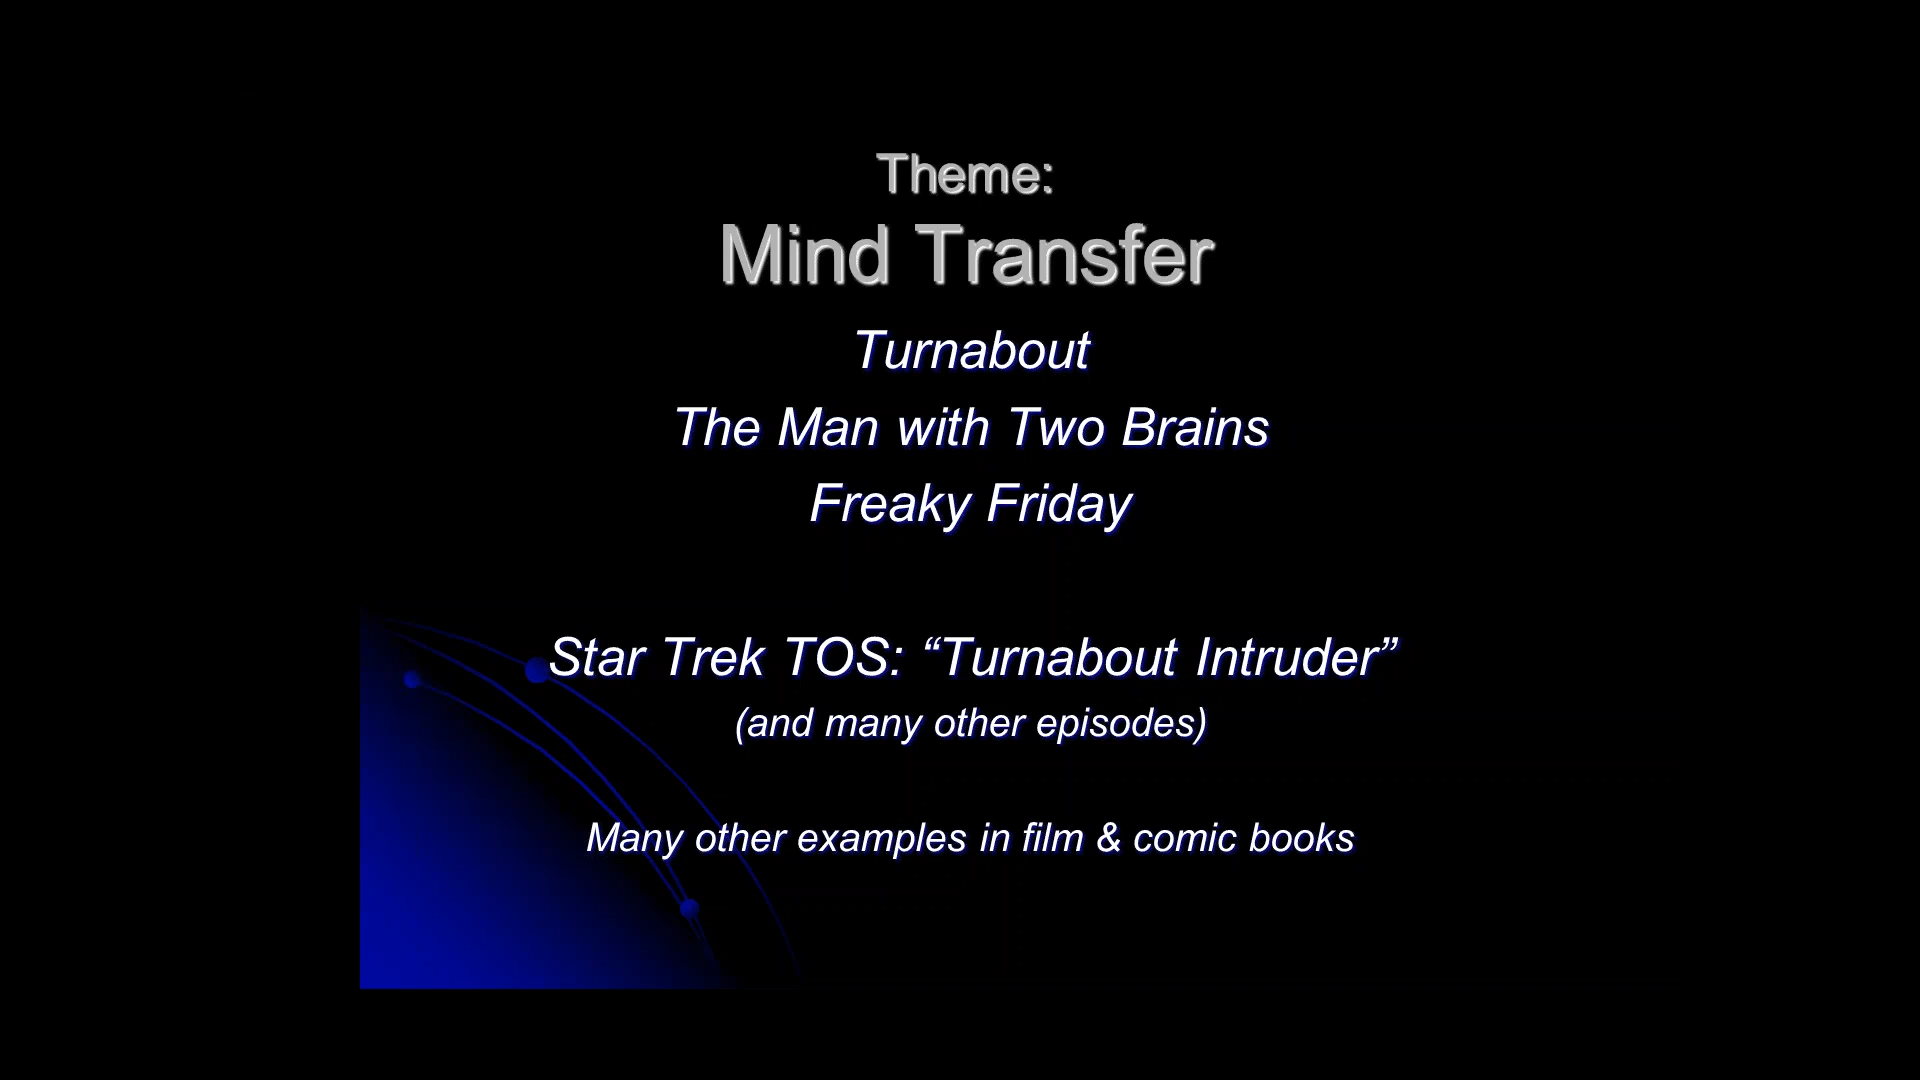 Theme:
Mind Transfer
Turnabout
The Man with Two Brains
Freaky Friday
Star Trek TOS: “Turnabout Intruder”
(and many other episodes)
Many other examples in film & comic books